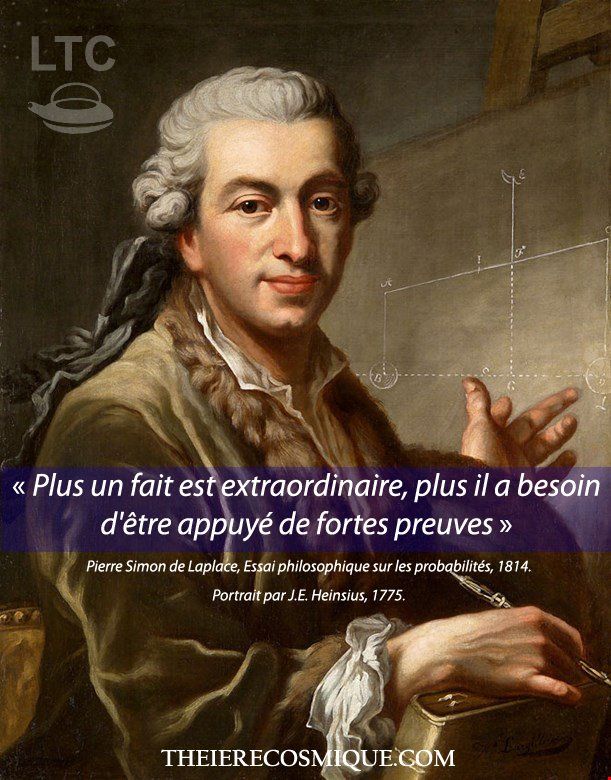 LTC
« Plus un fait est extraordinaire, plus il a besoin
d'être appuyé de fortes preuves »
Pierre Simon de Laplace, Essai philosophique sur les probabilités, 1814.
Portrait par J.E. Heinsius, 1775.
THEIERECOSMIQUE.COM